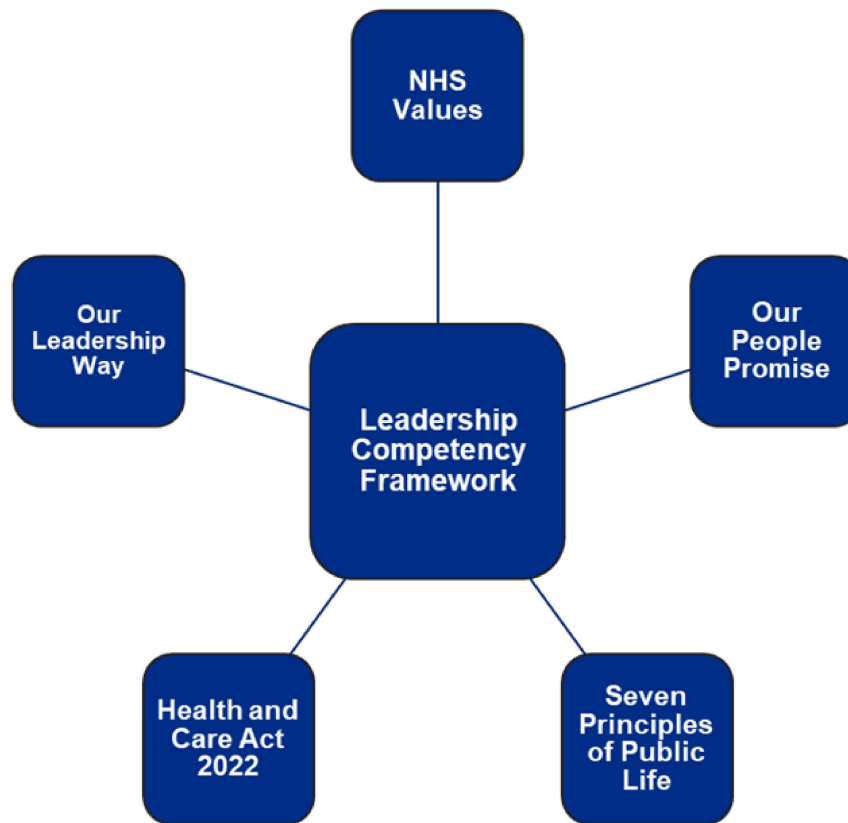 NHS
Values
Our
Leadership
Way
Our
People
Promise
Leadership
Competency
Framework
Health and
Care Act
2022
Seven
Principles
of Public
Life